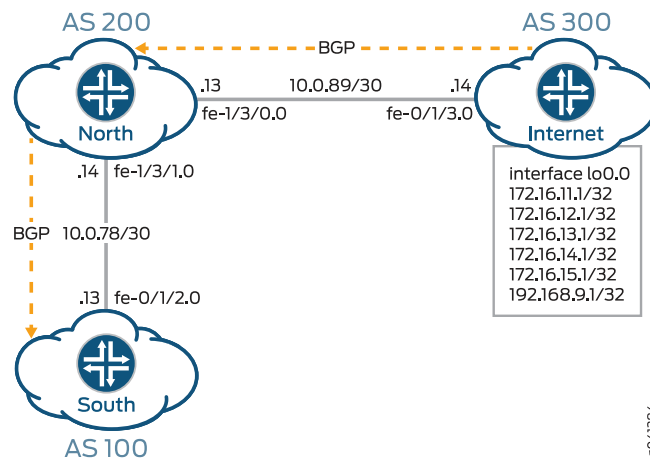 AS 200
AS 300
BGP
.13
10.0.89/30
.14
North
fe-1/3/0.0
fe-0/1/3.0
Internet
.14
fe-1/3/1.0
interface lo0.0
172.16.11.1/32
172.16.12.1/32
172.16.13.1/32
172.16.14.1/32
172.16.15.1/32
192.168.9.1/32
BGP
10.0.78/30
.13
fe-0/1/2.0
South
AS 100